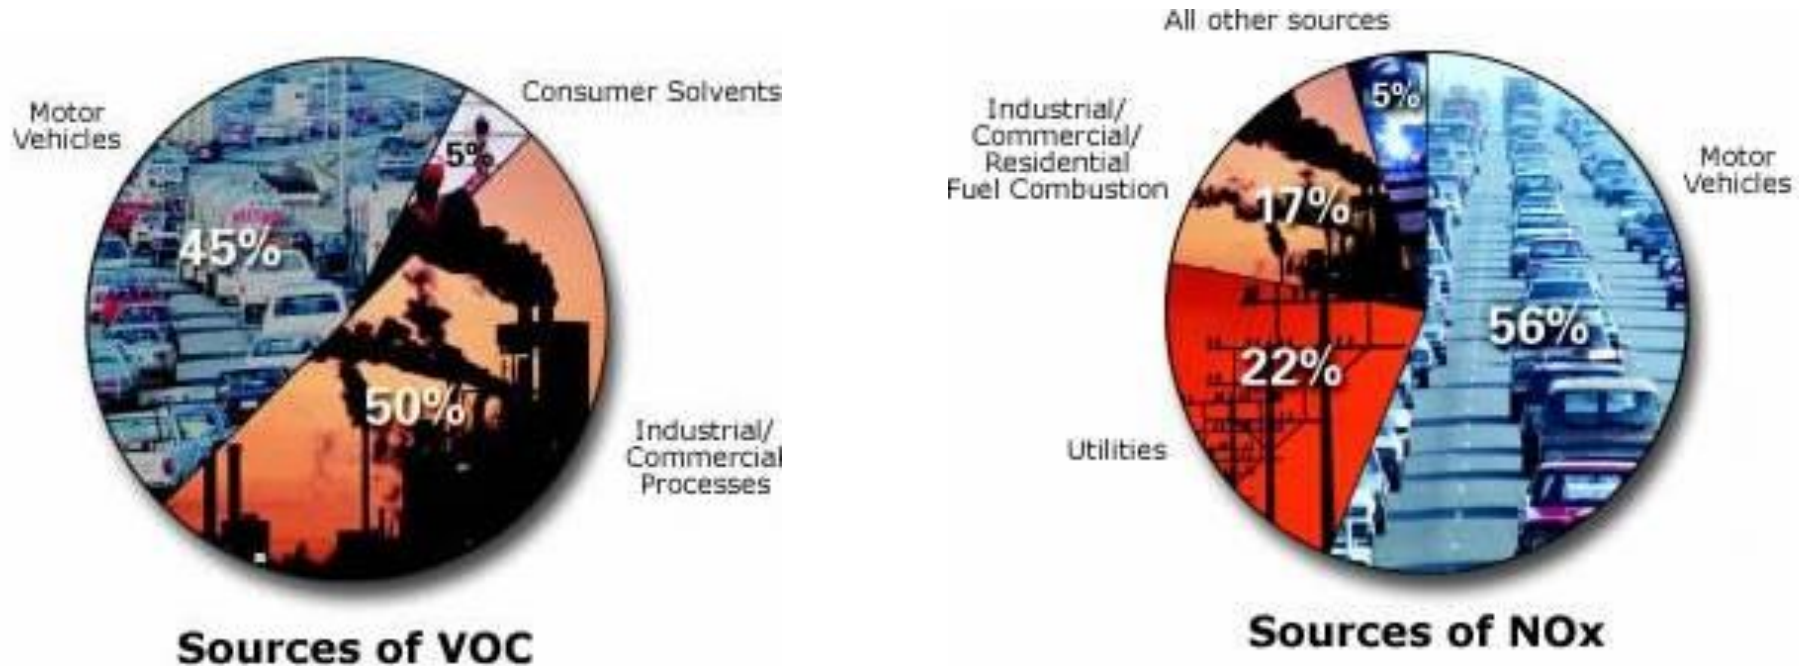 Motor
Vehicles
45%
Consumer Solvents
5%
50%
Industrial/
Commercial
Processes
Sources of VOC
All other sources
5%
Industrial/
Commercial/
Residential
Fuel Combustion
17%
Motor
Vehicles
56%
22%
Utilities
Sources of NOx